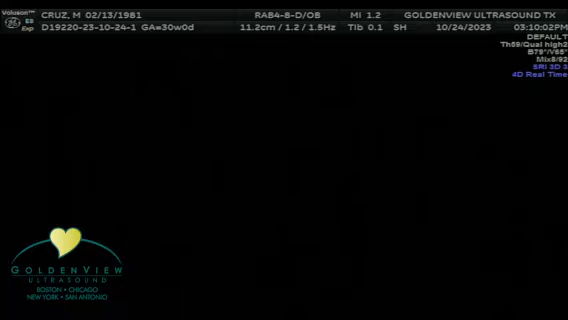 Voluson™ E8 Exp
CRUZ, M 02/13/1981 RAB4-8-D/OB MI 1.2 GOLDENVIEW ULTRASOUND TX
D19220-23-10-24-1 GA=30w0d 11.2cm / 1.2 / 1.5Hz TIb 0.1 SH 10/24/2023 03:10:02PM
DEFAULT
Th59/Qual high2
B79°/V65°
Mix8/92
SRI 3D 3
4D Real Time
GOLDENVIEW
ULTRASOUND
BOSTON • CHICAGO
NEW YORK • SAN ANTONIO